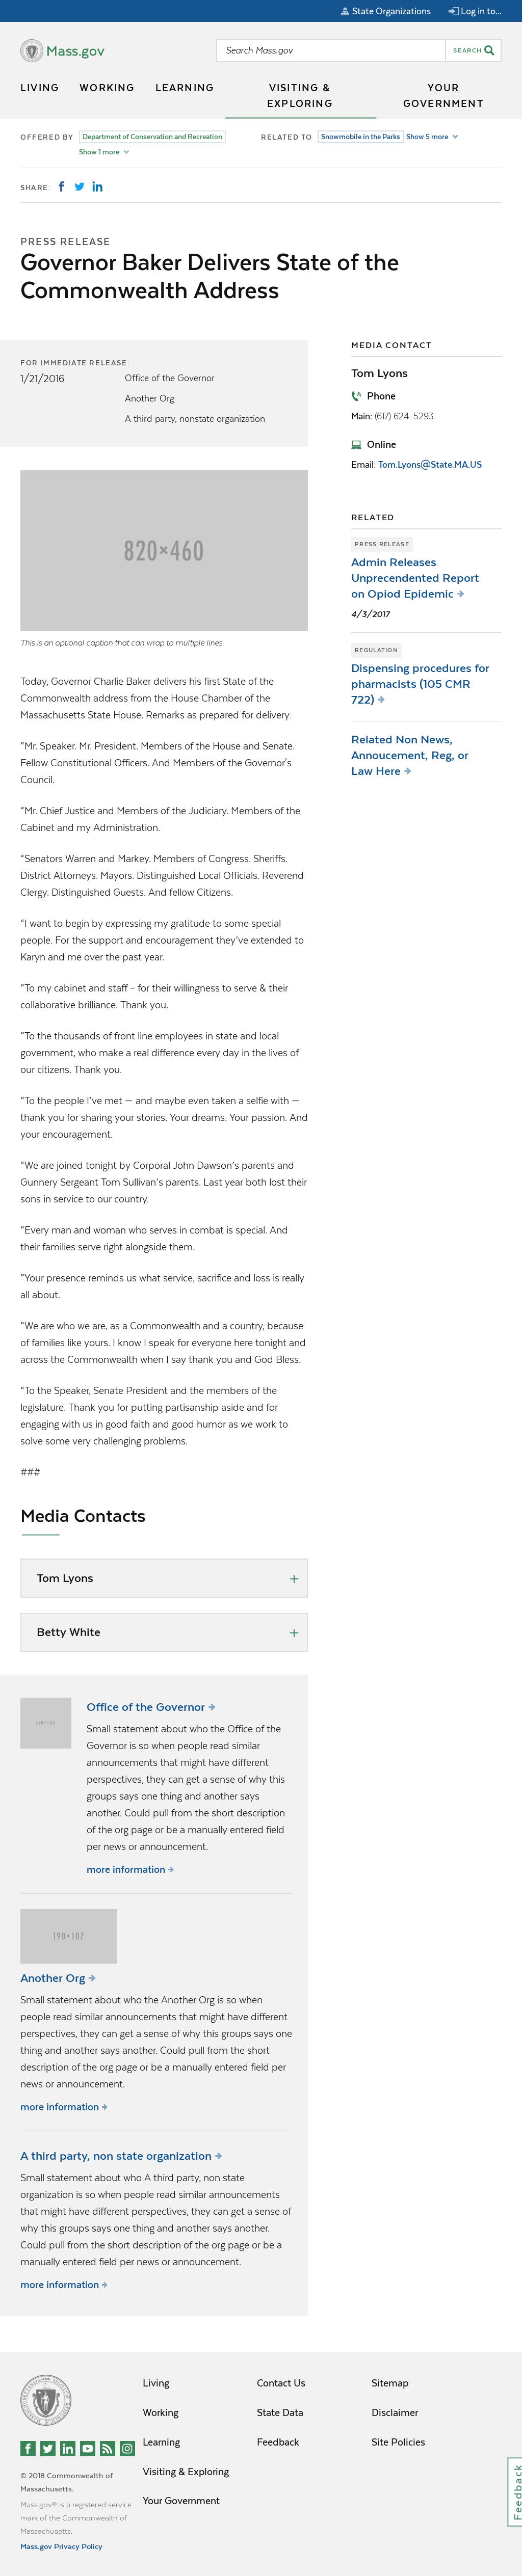 State Organizations
Log in to...
Mass.gov
Search Mass.gov
SEARCH
LIVING
WORKING
LEARNING
VISITING &
EXPLORING
YOUR
GOVERNMENT
OFFERED BY
Department of Conservation and Recreation
Show 1 more
RELATED TO
Snowmobile in the Parks
Show 5 more
SHARE:
PRESS RELEASE
Governor Baker Delivers State of the
Commonwealth Address
FOR IMMEDIATE RELEASE:
1/21/2016
Office of the Governor
Another Org
A third party, nonstate organization
820×460
This is an optional caption that can wrap to multiple lines.
Today, Governor Charlie Baker delivers his first State of the
Commonwealth address from the House Chamber of the
Massachusetts State House. Remarks as prepared for delivery:
“Mr. Speaker. Mr. President. Members of the House and Senate.
Fellow Constitutional Officers. And Members of the Governor's
Council.
“Mr. Chief Justice and Members of the Judiciary. Members of the
Cabinet and my Administration.
“Senators Warren and Markey. Members of Congress. Sheriffs.
District Attorneys. Mayors. Distinguished Local Officials. Reverend
Clergy. Distinguished Guests. And fellow Citizens.
“I want to begin by expressing my gratitude to some special
people. For the support and encouragement they’ve extended to
Karyn and me over the past year.
“To my cabinet and staff – for their willingness to serve & their
collaborative brilliance. Thank you.
“To the thousands of front line employees in state and local
government, who make a real difference every day in the lives of
our citizens. Thank you.
“To the people I’ve met — and maybe even taken a selfie with —
thank you for sharing your stories. Your dreams. Your passion. And
your encouragement.
“We are joined tonight by Corporal John Dawson’s parents and
Gunnery Sergeant Tom Sullivan’s parents. Last year both lost their
sons in service to our country.
“Every man and woman who serves in combat is special. And
their families serve right alongside them.
“Your presence reminds us what service, sacrifice and loss is really
all about.
“We are who we are, as a Commonwealth and a country, because
of families like yours. I know I speak for everyone here tonight and
across the Commonwealth when I say thank you and God Bless.
“To the Speaker, Senate President and the members of the
legislature. Thank you for putting partisanship aside and for
engaging with us in good faith and good humor as we work to
solve some very challenging problems.
###
MEDIA CONTACT
Tom Lyons
Phone
Main: (617) 624-5293
Online
Email: Tom.Lyons@State.MA.US
RELATED
PRESS RELEASE
Admin Releases
Unprecendented Report
on Opiod Epidemic
4/3/2017
REGULATION
Dispensing procedures for
pharmacists (105 CMR
722)
Related Non News,
Annoucement, Reg, or
Law Here
Media Contacts
Tom Lyons
Betty White
Office of the Governor
Small statement about who the Office of the
Governor is so when people read similar
announcements that might have different
perspectives, they can get a sense of why this
groups says one thing and another says
another. Could pull from the short description
of the org page or be a manually entered field
per news or announcement.
more information
190×107
Another Org
Small statement about who the Another Org is so when
people read similar announcements that might have different
perspectives, they can get a sense of why this groups says one
thing and another says another. Could pull from the short
description of the org page or be a manually entered field per
news or announcement.
more information
A third party, non state organization
Small statement about who A third party, non state
organization is so when people read similar announcements
that might have different perspectives, they can get a sense of
why this groups says one thing and another says another.
Could pull from the short description of the org page or be a
manually entered field per news or announcement.
more information
© 2018 Commonwealth of
Massachusetts.
Mass.gov® is a registered service
mark of the Commonwealth of
Massachusetts.
Mass.gov Privacy Policy
Living
Working
Learning
Visiting & Exploring
Your Government
Contact Us
State Data
Feedback
Sitemap
Disclaimer
Site Policies
Feedback